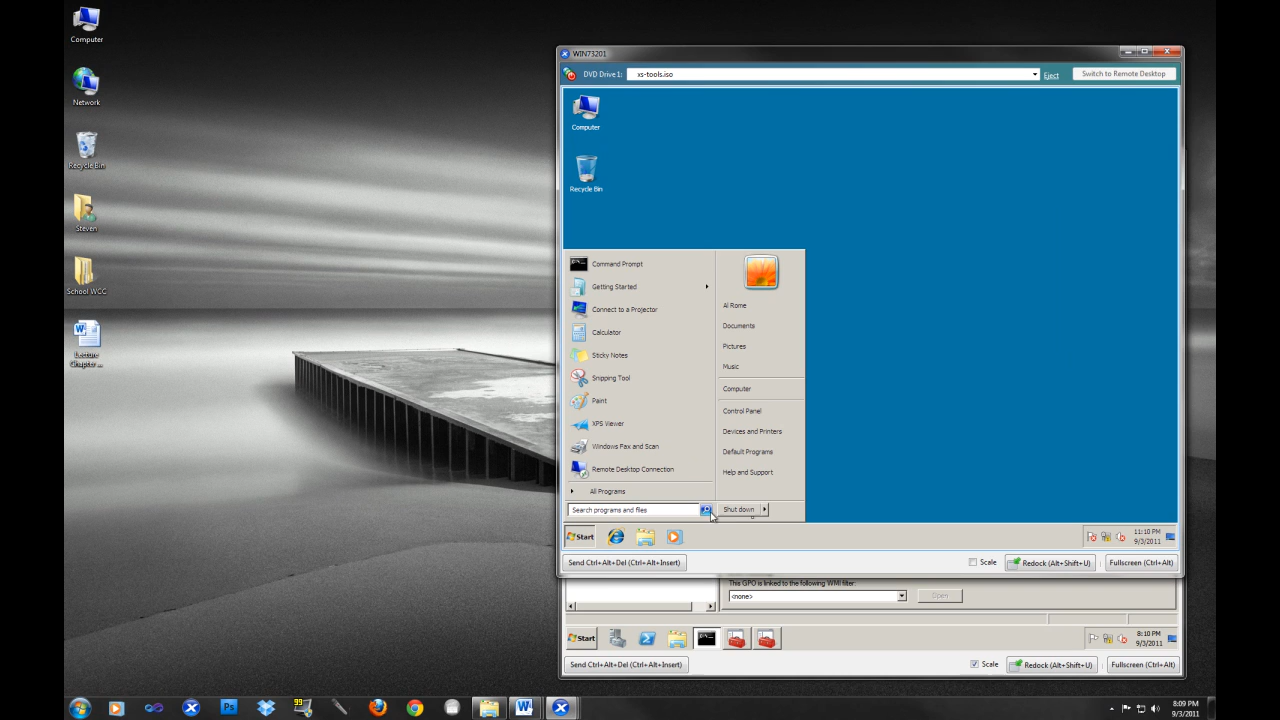 Computer
Network
Recycle Bin
Steven
School WCC
Lecture
Chapter ...
WIN73201
DVD Drive 1:
xs-tools.iso
Eject
Switch to Remote Desktop
Computer
Recycle Bin
Command Prompt
Getting Started
Connect to a Projector
Calculator
Sticky Notes
Snipping Tool
Paint
XPS Viewer
Windows Fax and Scan
Remote Desktop Connection
All Programs
Search programs and files
Al Rome
Documents
Pictures
Music
Computer
Control Panel
Devices and Printers
Default Programs
Help and Support
Shut down
Start
11:10 PM
9/3/2011
Send Ctrl+Alt+Del (Ctrl+Alt+Insert)
Scale
Redock (Alt+Shift+U)
Fullscreen (Ctrl+Alt)
This GPO is linked to the following WMI filter:
<none>
Open
Start
8:10 PM
9/3/2011
Send Ctrl+Alt+Del (Ctrl+Alt+Insert)
Scale
Redock (Alt+Shift+U)
Fullscreen (Ctrl+Alt)
Ps
99
W
8:09 PM
9/3/2011